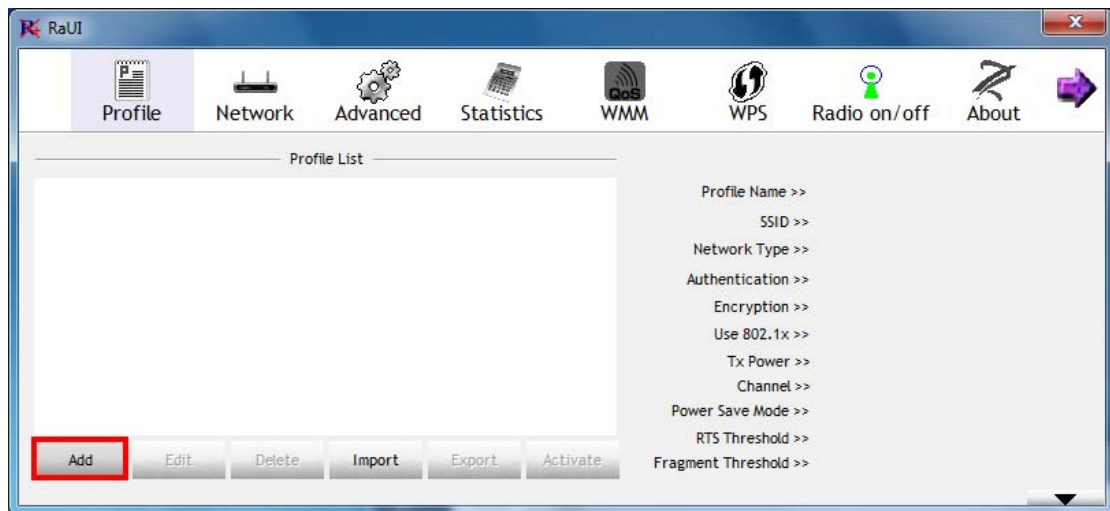 RaUI
Profile Network Advanced Statistics QoS WMM WPS Radio on/off About
Profile List
Profile Name >>
SSID >>
Network Type >>
Authentication >>
Encryption >>
Use 802.1x >>
Tx Power >>
Channel >>
Power Save Mode >>
RTS Threshold >>
Fragment Threshold >>
Add Edit Delete Import Export Activate